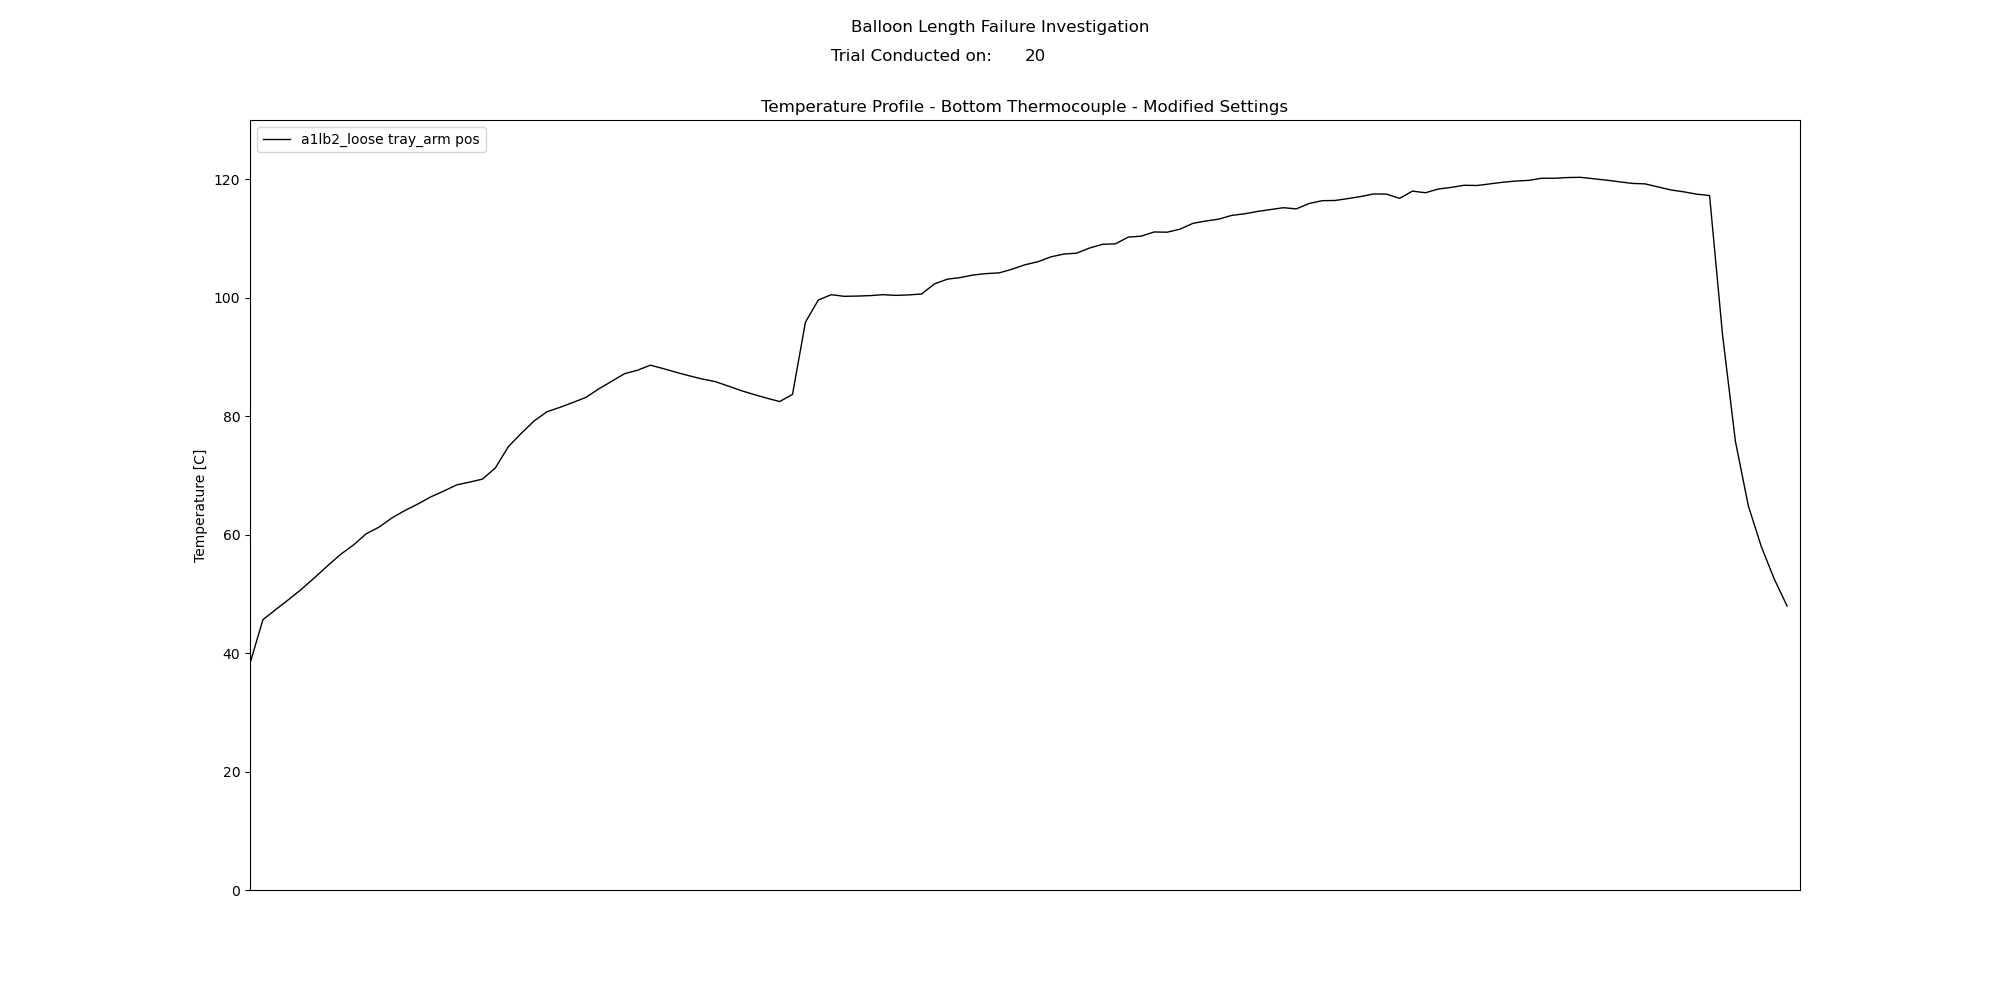 Balloon Length Failure Investigation
Trial Conducted on: 20
Temperature Profile - Bottom Thermocouple - Modified Settings
a1lb2_loose tray_arm pos
120
100
80
60
40
20
0
Temperature [C]